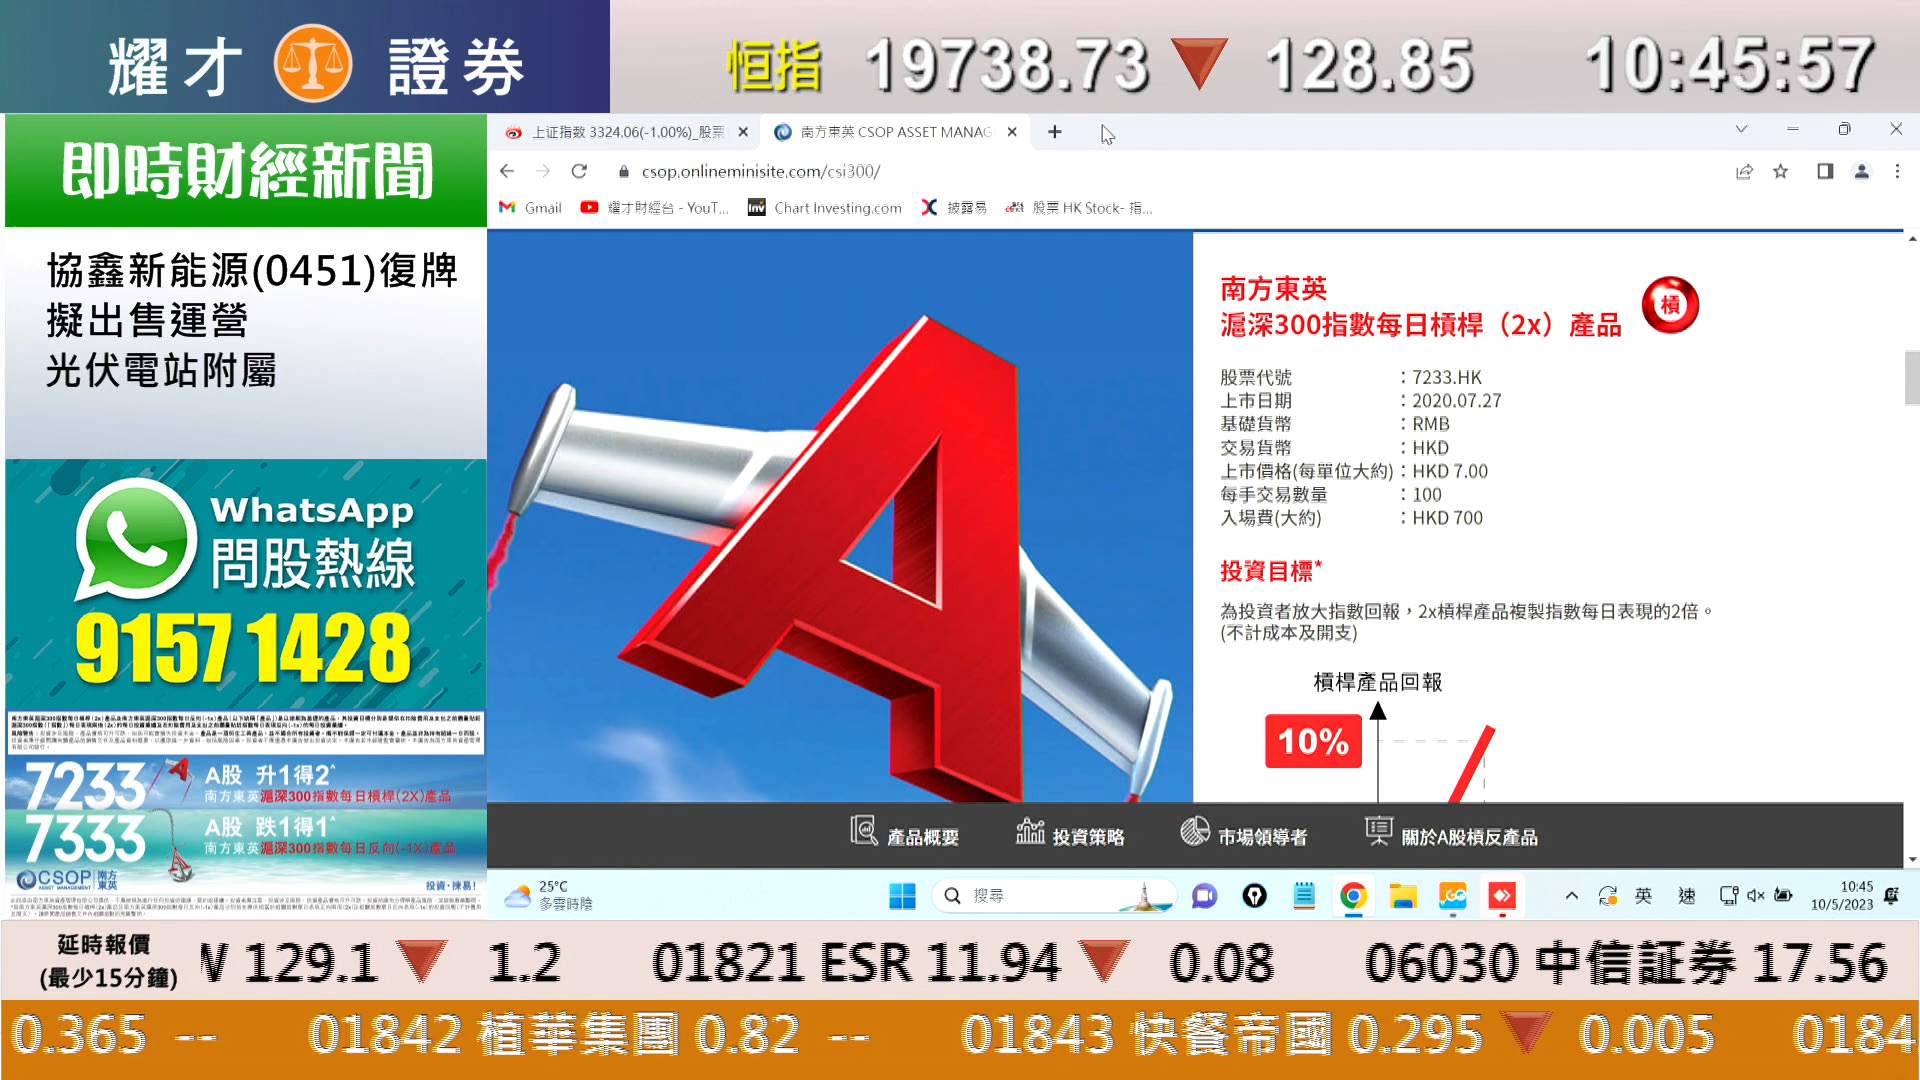 耀才 證券
恒指 19738.73 128.85 10:45:57
即時財經新聞
協鑫新能源(0451)復牌
擬出售運營
光伏電站附屬
WhatsApp
問股熱線
9157 1428
7233 A股 升1得2^
南方東英滬深300指數每日槓桿(2X)產品
7333 A股 跌1得1^
南方東英滬深300指數每日反向(-1X)產品
CSOP 南方東英
ASSET MANAGEMENT
投資·揀易!
上证指数 3324.06(-1.00%)_股票
南方東英 CSOP ASSET MANAG
csop.onlineminisite.com/csi300/
Gmail
耀才財經台 - YouT...
Inv Chart Investing.com
披露易
股票 HK Stock- 指...
南方東英
滬深300指數每日槓桿（2x）產品
槓
股票代號 ：7233.HK
上市日期 ：2020.07.27
基礎貨幣 ：RMB
交易貨幣 ：HKD
上市價格(每單位大約)：HKD 7.00
每手交易數量 ：100
入場費(大約) ：HKD 700
投資目標*
為投資者放大指數回報，2x槓桿產品複製指數每日表現的2倍。
(不計成本及開支)
槓桿產品回報
10%
產品概要 投資策略 市場領導者 關於A股槓反產品
25°C
多雲時陰
搜尋
英 速
10:45
10/5/2023
延時報價
(最少15分鐘)
129.1 1.2 01821 ESR 11.94 0.08 06030 中信証券 17.56
0.365 -- 01842 植華集團 0.82 -- 01843 快餐帝國 0.295 0.005 0184